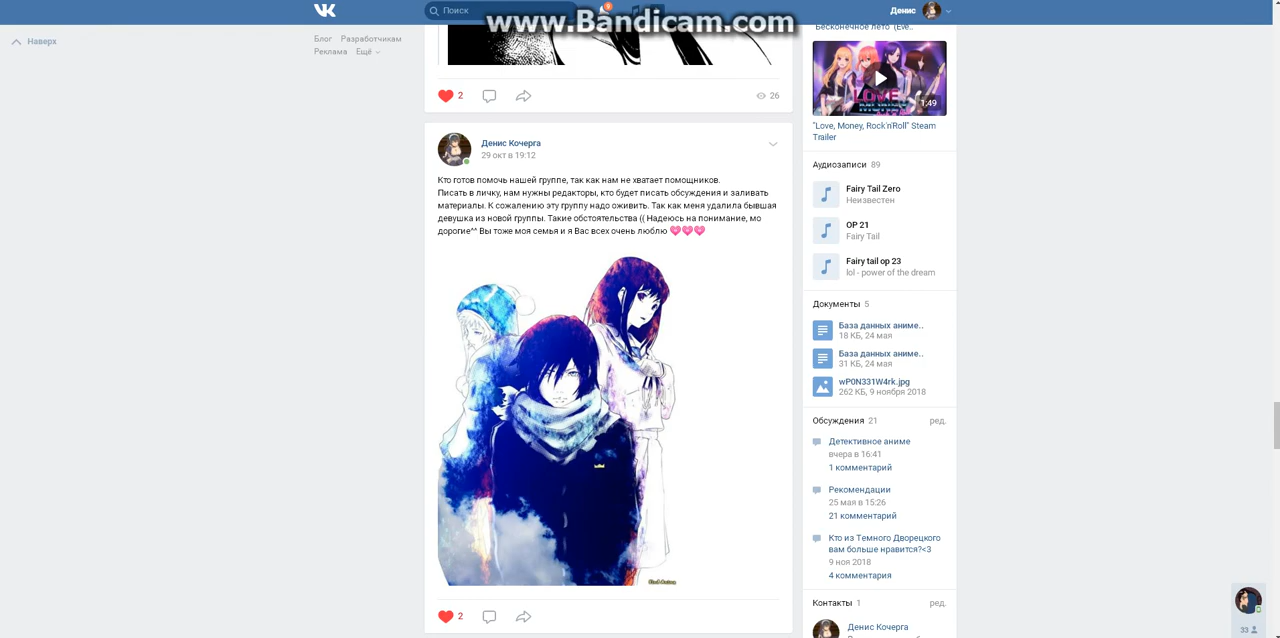 Поиск
9
www.Bandicam.com
Денис
Наверх
Блог Разработчикам
Реклама Ещё
2
26
Денис Кочерга
29 окт в 19:12
Кто готов помочь нашей группе, так как нам не хватает помощников.
Писать в личку, нам нужны редакторы, кто будет писать обсуждения и заливать
материалы. К сожалению эту группу надо оживить. Так как меня удалила бывшая
девушка из новой группы. Такие обстоятельства (( Надеюсь на понимание, мо
дорогие^^ Вы тоже моя семья и я Вас всех очень люблю
2
Бесконечное лето" (Eve..
LOVE
MONEY
1:49
"Love, Money, Rock'n'Roll" Steam
Trailer
Аудиозаписи 89
Fairy Tail Zero
Неизвестен
OP 21
Fairy Tail
Fairy tail op 23
lol - power of the dream
Документы 5
База данных аниме..
18 КБ, 24 мая
База данных аниме..
31 КБ, 24 мая
wP0N331W4rk.jpg
262 КБ, 9 ноября 2018
Обсуждения 21 ред.
Детективное аниме
вчера в 16:41
1 комментарий
Рекомендации
25 мая в 15:26
21 комментарий
Кто из Темного Дворецкого
вам больше нравится?<3
9 ноя 2018
4 комментария
Контакты 1 ред.
Денис Кочерга
33